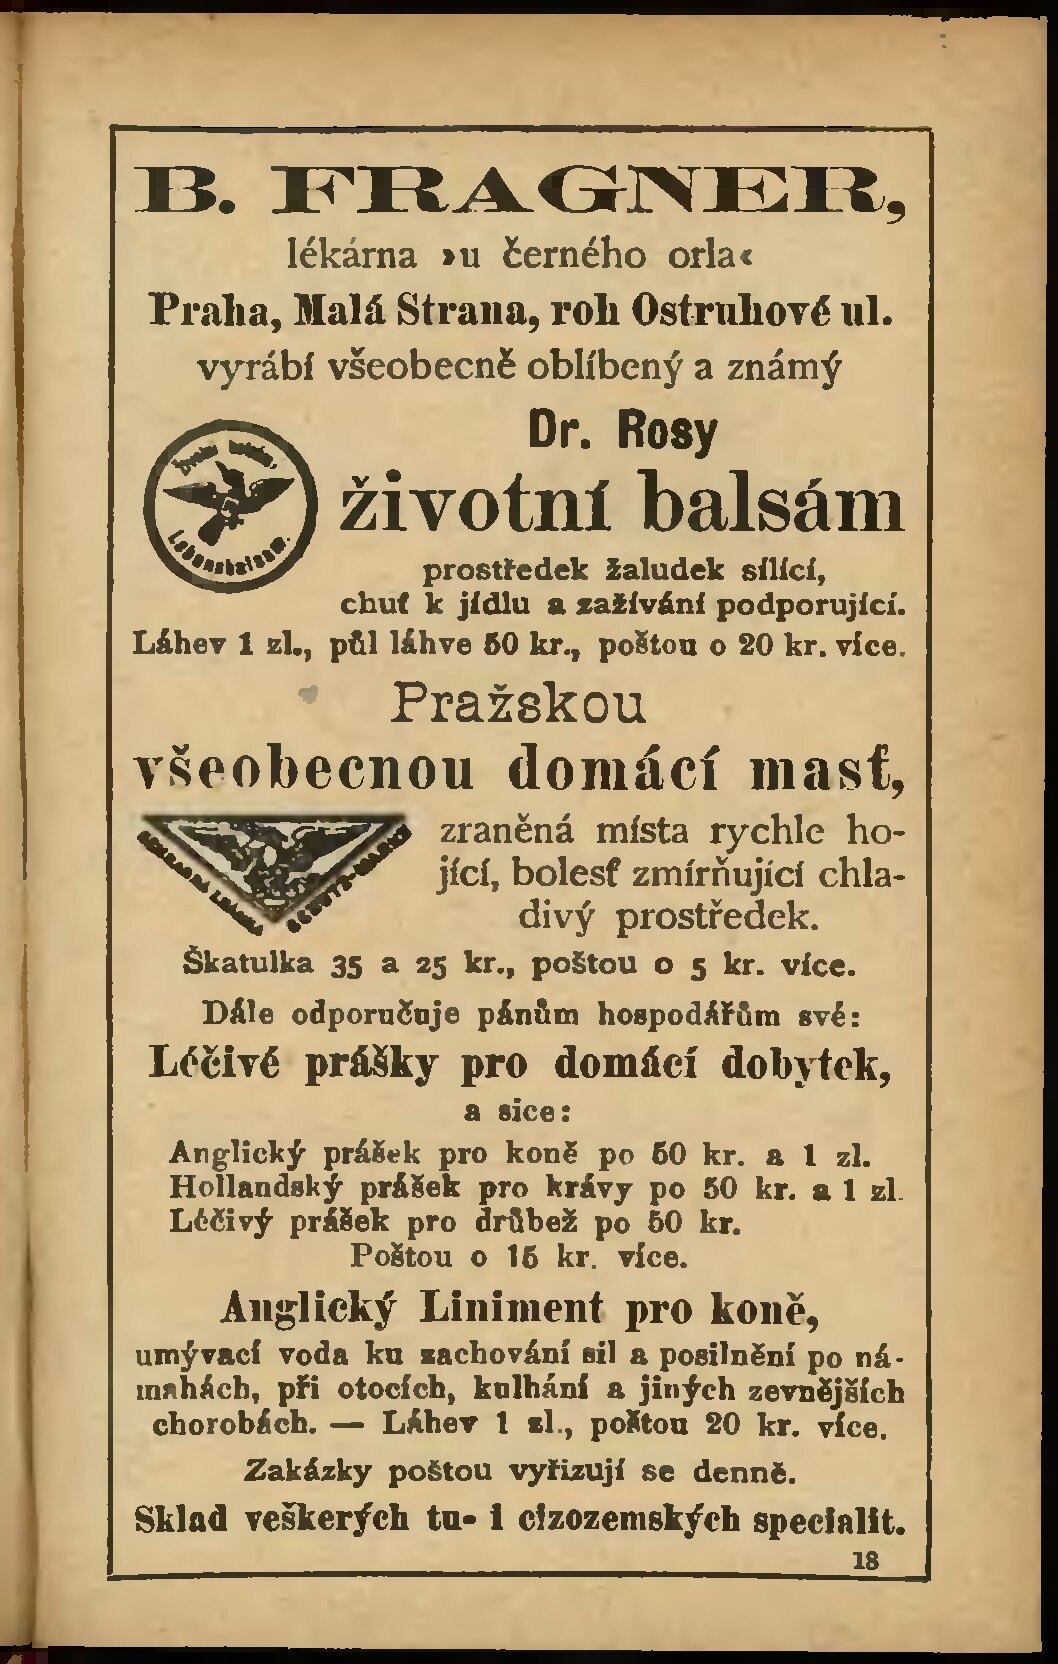 B. FRAGNER,
lékárna »u černého orla«
Praha, Malá Strana, roh Ostruhové ul.
vyrábí všeobecně oblíbený a známý
Dr. Rosy
životní balsám
Lebensbalsam.
prostředek žaludek sílící,
chuť k jídlu a zažívání podporující.
Láhev 1 zl., půl láhve 50 kr., poštou o 20 kr. více.
Pražskou
všeobecnou domácí masť,
SCHUTZ-MARKE
zraněná místa rychle ho-
jící, bolesť zmírňující chla-
divý prostředek.
Škatulka 35 a 25 kr., poštou o 5 kr. více.
Dále odporučuje pánům hospodářům své:
Léčivé prášky pro domácí dobytek,
a sice:
Anglický prášek pro koně po 50 kr. a 1 zl.
Hollandský prášek pro krávy po 50 kr. a 1 zl
Léčivý prášek pro drůbež po 50 kr.
Poštou o 15 kr. více.
Anglický Liniment pro koně,
umývací voda ku zachování sil a posilnění po ná-
mahách, při otocích, kulhání a jiných zevnějších
chorobách. — Láhev 1 zl., poštou 20 kr. více.
Zakázky poštou vyřizují se denně.
Sklad veškerých tu- i cizozemských specialit.
18